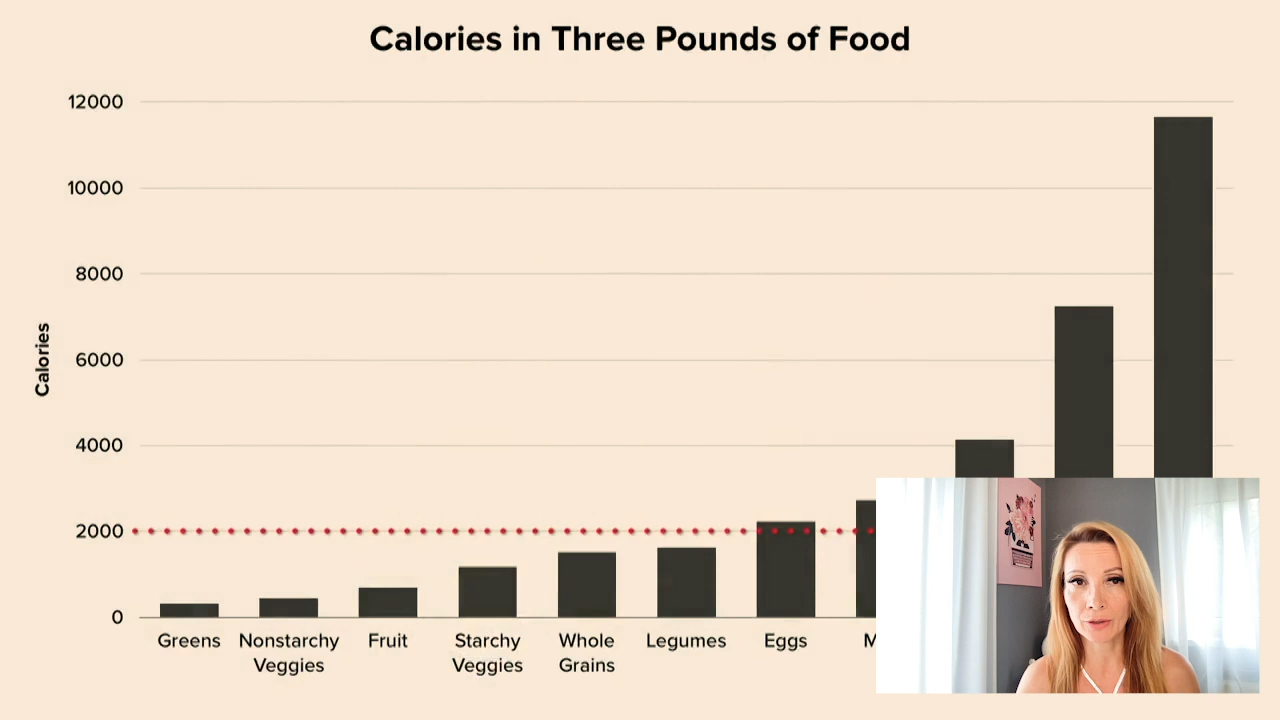 Calories in Three Pounds of Food
12000
10000
8000
6000
4000
2000
0
Calories
Greens
Nonstarchy
Veggies
Fruit
Starchy
Veggies
Whole
Grains
Legumes
Eggs
M